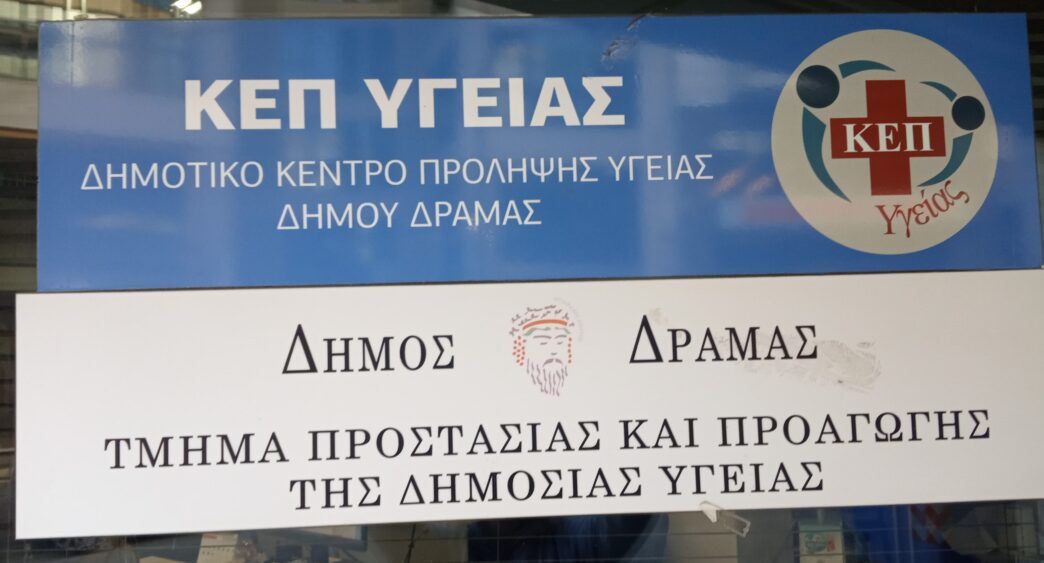 ΚΕΠ ΥΓΕΙΑΣ
ΔΗΜΟΤΙΚΟ ΚΕΝΤΡΟ ΠΡΟΛΗΨΗΣ ΥΓΕΙΑΣ
ΔΗΜΟΥ ΔΡΑΜΑΣ
ΚΕΠ
Υγείας
ΔΗΜΟΣ ΔΡΑΜΑΣ
ΤΜΗΜΑ ΠΡΟΣΤΑΣΙΑΣ ΚΑΙ ΠΡΟΑΓΩΓΗΣ
ΤΗΣ ΔΗΜΟΣΙΑΣ ΥΓΕΙΑΣ